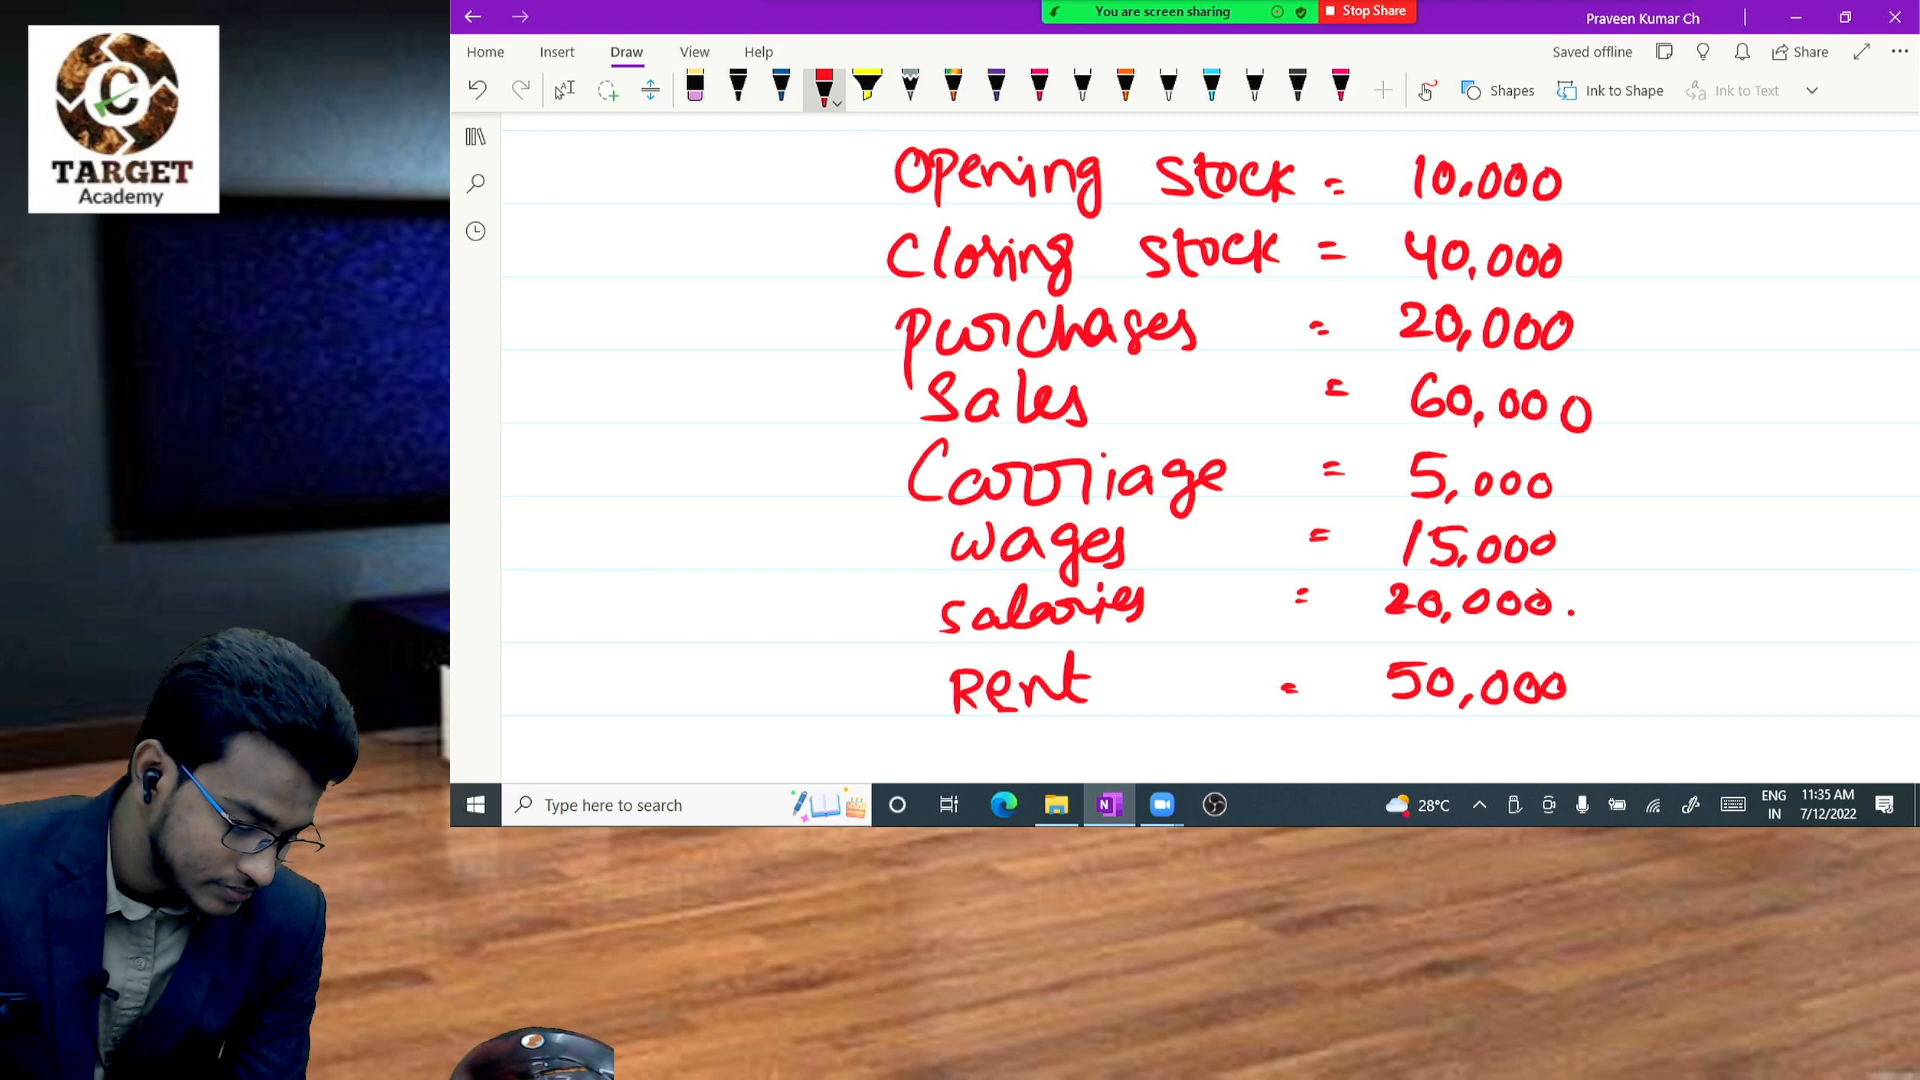 TARGET
Academy
You are screen sharing
Stop Share
Praveen Kumar Ch
Home Insert Draw View Help
Saved offline
Share
Shapes
Ink to Shape
Ink to Text
Opening Stock = 10,000
Closing Stock = 40,000
Purchases = 20,000
Sales = 60,000
Carriage = 5,000
wages = 15,000
Salaries = 20,000.
Rent = 50,000
Type here to search
28°C
ENG
IN
11:35 AM
7/12/2022